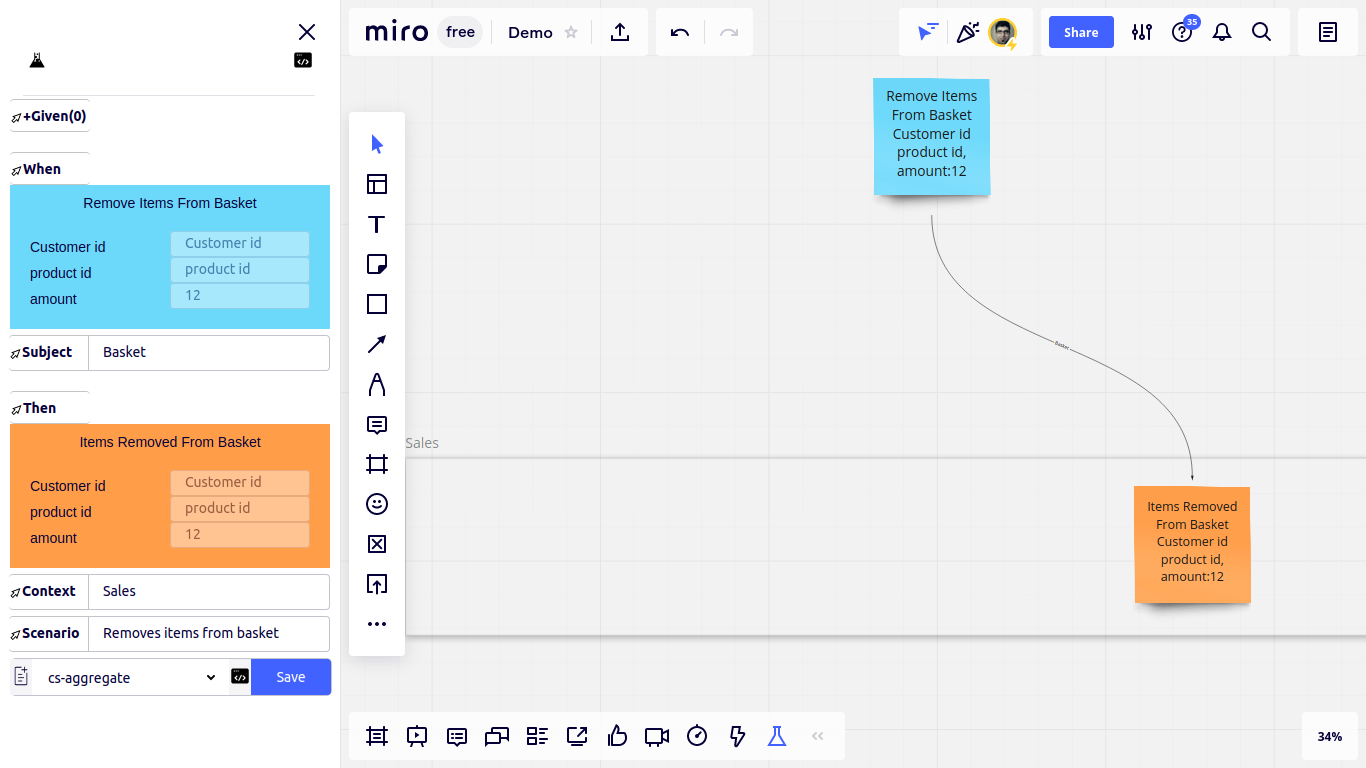 +Given(0)
When
Remove Items From Basket
Customer id
Customer id
product id
product id
amount
12
Subject
Basket
Then
Items Removed From Basket
Customer id
Customer id
product id
product id
amount
12
Context
Sales
Scenario
Removes items from basket
cs-aggregate
Save
miro
free
Demo
Share
35
Remove Items
From Basket
Customer id
product id,
amount:12
Basket
Sales
Items Removed
From Basket
Customer id
product id,
amount:12
34%